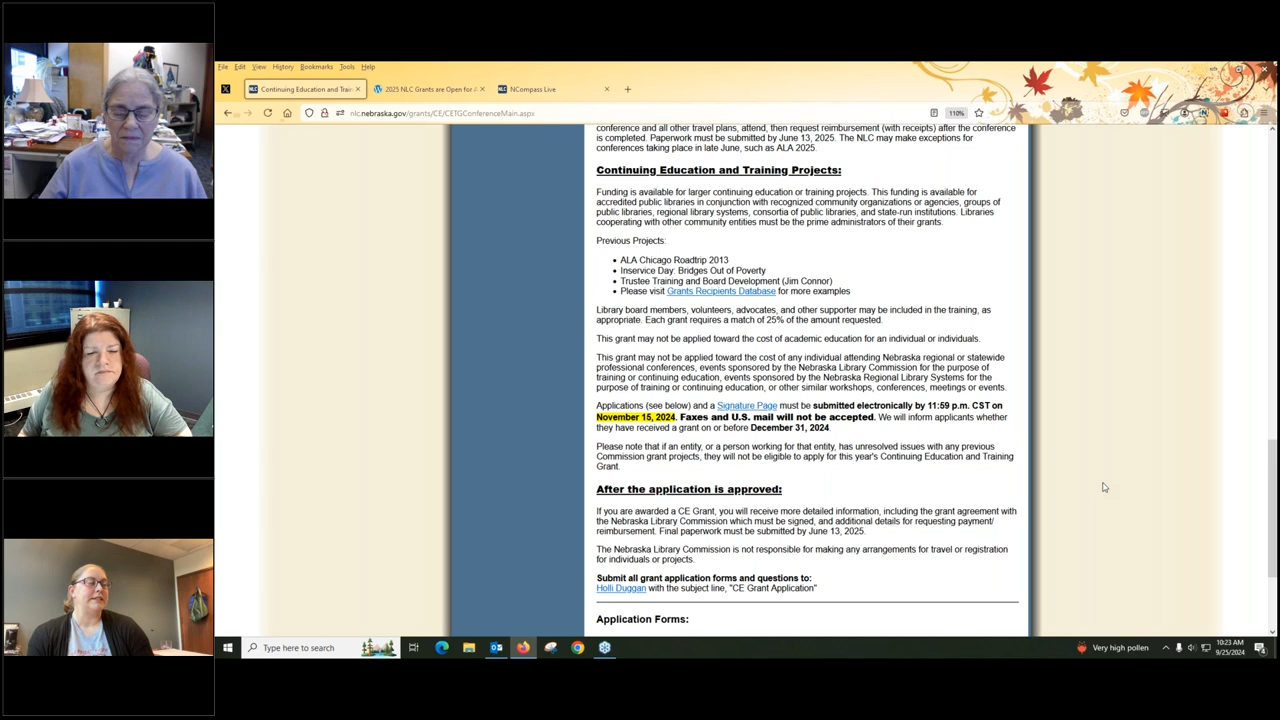 File Edit View History Bookmarks Tools Help
Continuing Education and Train
2025 NLC Grants are Open for A
NCompass Live
nlc.nebraska.gov/grants/CE/CETGConferenceMain.aspx
110%
conference and all other travel plans, attend, then request reimbursement (with receipts) after the conference
is completed. Paperwork must be submitted by June 13, 2025. The NLC may make exceptions for
conferences taking place in late June, such as ALA 2025.
Continuing Education and Training Projects:
Funding is available for larger continuing education or training projects. This funding is available for
accredited public libraries in conjunction with recognized community organizations or agencies, groups of
public libraries, regional library systems, consortia of public libraries, and state-run institutions. Libraries
cooperating with other community entities must be the prime administrators of their grants.
Previous Projects:
ALA Chicago Roadtrip 2013
Inservice Day: Bridges Out of Poverty
Trustee Training and Board Development (Jim Connor)
Please visit Grants Recipients Database for more examples
Library board members, volunteers, advocates, and other supporter may be included in the training, as
appropriate. Each grant requires a match of 25% of the amount requested.
This grant may not be applied toward the cost of academic education for an individual or individuals.
This grant may not be applied toward the cost of any individual attending Nebraska regional or statewide
professional conferences, events sponsored by the Nebraska Library Commission for the purpose of
training or continuing education, events sponsored by the Nebraska Regional Library Systems for the
purpose of training or continuing education, or other similar workshops, conferences, meetings or events.
Applications (see below) and a Signature Page must be submitted electronically by 11:59 p.m. CST on
November 15, 2024. Faxes and U.S. mail will not be accepted. We will inform applicants whether
they have received a grant on or before December 31, 2024.
Please note that if an entity, or a person working for that entity, has unresolved issues with any previous
Commission grant projects, they will not be eligible to apply for this year's Continuing Education and Training
Grant.
After the application is approved:
If you are awarded a CE Grant, you will receive more detailed information, including the grant agreement with
the Nebraska Library Commission which must be signed, and additional details for requesting payment/
reimbursement. Final paperwork must be submitted by June 13, 2025.
The Nebraska Library Commission is not responsible for making any arrangements for travel or registration
for individuals or projects.
Submit all grant application forms and questions to:
Holli Duggan with the subject line, "CE Grant Application"
Application Forms:
Type here to search
Very high pollen
10:23 AM
9/25/2024